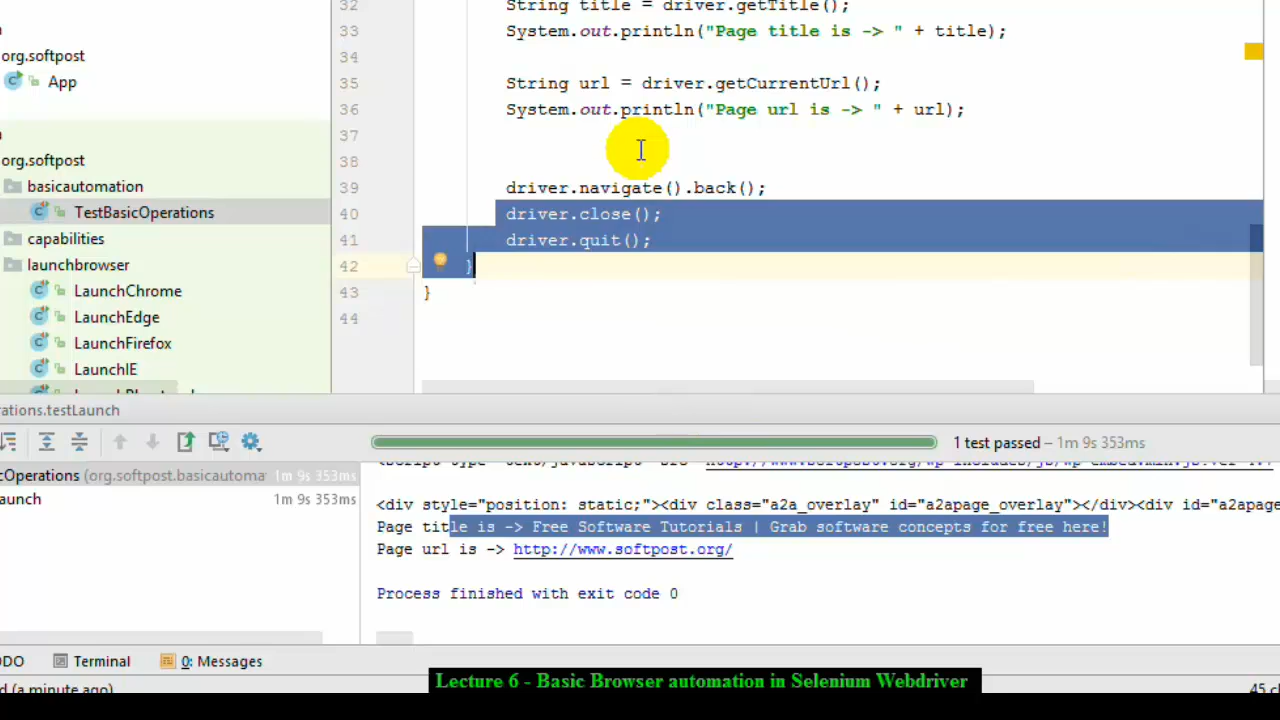 32 String title = driver.getTitle();
33 System.out.println("Page title is -> " + title);
34
35 String url = driver.getCurrentUrl();
36 System.out.println("Page url is -> " + url);
37
38
39 driver.navigate().back();
40 driver.close();
41 driver.quit();
42 }
43 }
44
org.softpost
App
org.softpost
basicautomation
TestBasicOperations
capabilities
launchbrowser
LaunchChrome
LaunchEdge
LaunchFirefox
LaunchIE
ations.testLaunch
1 test passed – 1m 9s 353ms
cOperations (org.softpost.basicautoma 1m 9s 353ms
aunch 1m 9s 353ms
<div style="position: static;"><div class="a2a_overlay" id="a2apage_overlay"></div><div id="a2apage
Page title is -> Free Software Tutorials | Grab software concepts for free here!
Page url is -> http://www.softpost.org/
Process finished with exit code 0
ODO Terminal 0: Messages
d (a minute ago)
45 c
Lecture 6 - Basic Browser automation in Selenium Webdriver